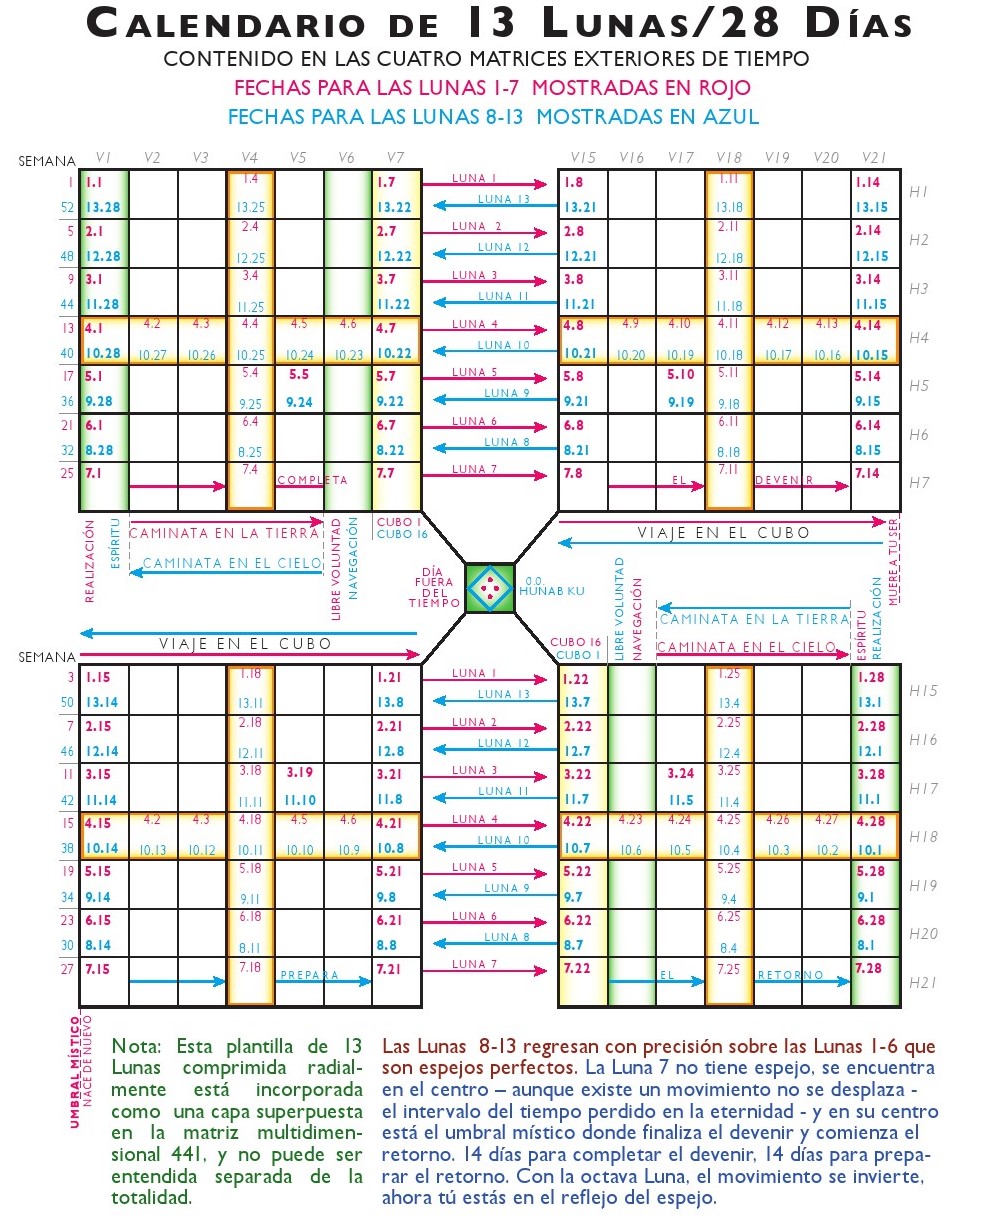 CALENDARIO DE 13 LUNAS/28 DÍAS
CONTENIDO EN LAS CUATRO MATRICES EXTERIORES DE TIEMPO
FECHAS PARA LAS LUNAS 1-7 MOSTRADAS EN ROJO
FECHAS PARA LAS LUNAS 8-13 MOSTRADAS EN AZUL
SEMANA V1 V2 V3 V4 V5 V6 V7 V15 V16 V17 V18 V19 V20 V21
1 1.1 1.4 1.7 LUNA 1 1.8 1.11 1.14 H1
52 13.28 13.25 13.22 LUNA 13 13.21 13.18 13.15
5 2.1 2.4 2.7 LUNA 2 2.8 2.11 2.14 H2
48 12.28 12.25 12.22 LUNA 12 12.21 12.18 12.15
9 3.1 3.4 3.7 LUNA 3 3.8 3.11 3.14 H3
44 11.28 11.25 11.22 LUNA 11 11.21 11.18 11.15
13 4.1 4.2 4.3 4.4 4.5 4.6 4.7 LUNA 4 4.8 4.9 4.10 4.11 4.12 4.13 4.14 H4
40 10.28 10.27 10.26 10.25 10.24 10.23 10.22 LUNA 10 10.21 10.20 10.19 10.18 10.17 10.16 10.15
17 5.1 5.4 5.5 5.7 LUNA 5 5.8 5.10 5.11 5.14 H5
36 9.28 9.25 9.24 9.22 LUNA 9 9.21 9.19 9.18 9.15
21 6.1 6.4 6.7 LUNA 6 6.8 6.11 6.14 H6
32 8.28 8.25 8.22 LUNA 8 8.21 8.18 8.15
25 7.1 7.4 7.7 LUNA 7 7.8 7.11 7.14 H7
COMPLETA EL DEVENIR
REALIZACIÓN
ESPÍRITU
CAMINATA EN LA TIERRA
CAMINATA EN EL CIELO
LIBRE VOLUNTAD
NAVEGACIÓN
CUBO 1
CUBO 16
VIAJE EN EL CUBO
MUERE A TU SER
DÍA
FUERA
DEL
TIEMPO
0.0.
HUNAB KU
VIAJE EN EL CUBO
CUBO 16
CUBO 1
LIBRE VOLUNTAD
NAVEGACIÓN
CAMINATA EN LA TIERRA
CAMINATA EN EL CIELO
ESPÍRITU
REALIZACIÓN
SEMANA
3 1.15 1.18 1.21 LUNA 1 1.22 1.25 1.28 H15
50 13.14 13.11 13.8 LUNA 13 13.7 13.4 13.1
7 2.15 2.18 2.21 LUNA 2 2.22 2.25 2.28 H16
46 12.14 12.11 12.8 LUNA 12 12.7 12.4 12.1
11 3.15 3.18 3.19 3.21 LUNA 3 3.22 3.24 3.25 3.28 H17
42 11.14 11.11 11.10 11.8 LUNA 11 11.7 11.5 11.4 11.1
15 4.15 4.2 4.3 4.18 4.5 4.6 4.21 LUNA 4 4.22 4.23 4.24 4.25 4.26 4.27 4.28 H18
38 10.14 10.13 10.12 10.11 10.10 10.9 10.8 LUNA 10 10.7 10.6 10.5 10.4 10.3 10.2 10.1
19 5.15 5.18 5.21 LUNA 5 5.22 5.25 5.28 H19
34 9.14 9.11 9.8 LUNA 9 9.7 9.4 9.1
23 6.15 6.18 6.21 LUNA 6 6.22 6.25 6.28 H20
30 8.14 8.11 8.8 LUNA 8 8.7 8.4 8.1
27 7.15 7.18 7.21 LUNA 7 7.22 7.25 7.28 H21
PREPARA EL RETORNO
UMBRAL MÍSTICO
NACE DE NUEVO
Nota: Esta plantilla de 13
Lunas comprimida radial-
mente está incorporada
como una capa superpuesta
en la matriz multidimen-
sional 441, y no puede ser
entendida separada de la
totalidad.
Las Lunas 8-13 regresan con precisión sobre las Lunas 1-6 que
son espejos perfectos. La Luna 7 no tiene espejo, se encuentra
en el centro – aunque existe un movimiento no se desplaza -
el intervalo del tiempo perdido en la eternidad - y en su centro
está el umbral místico donde finaliza el devenir y comienza el
retorno. 14 días para completar el devenir, 14 días para prepa-
rar el retorno. Con la octava Luna, el movimiento se invierte,
ahora tú estás en el reflejo del espejo.